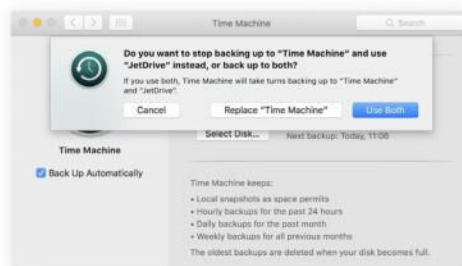 Time Machine
Search
Do you want to stop backing up to "Time Machine" and use
"JetDrive" instead, or back up to both?
If you use both, Time Machine will take turns backing up to "Time Machine"
and "JetDrive".
Cancel
Replace "Time Machine"
Use Both
Select Disk...
Next backup: Today, 11:06
Time Machine
Back Up Automatically
Time Machine keeps:
• Local snapshots as space permits
• Hourly backups for the past 24 hours
• Daily backups for the past month
• Weekly backups for all previous months
The oldest backups are deleted when your disk becomes full.